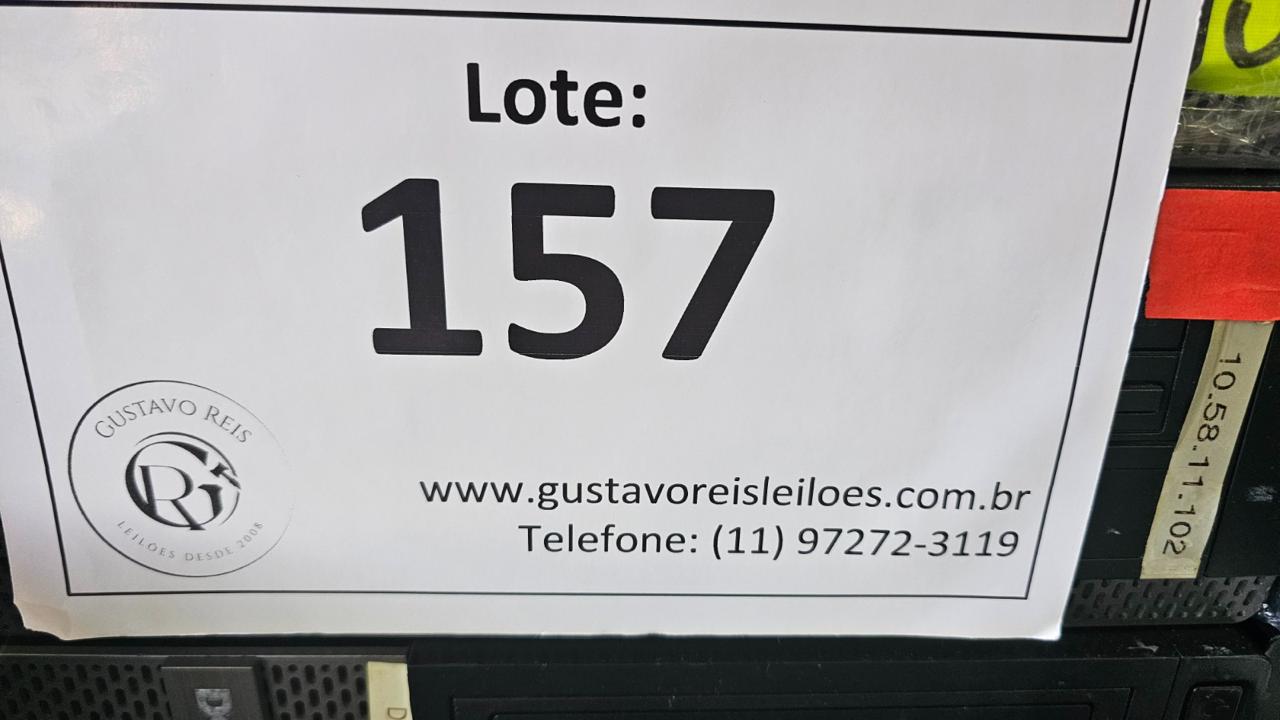 Lote:
157
GUSTAVO REIS
GR
LEILÕES DESDE 2008
www.gustavoreisleiloes.com.br
Telefone: (11) 97272-3119
10.58.11.102